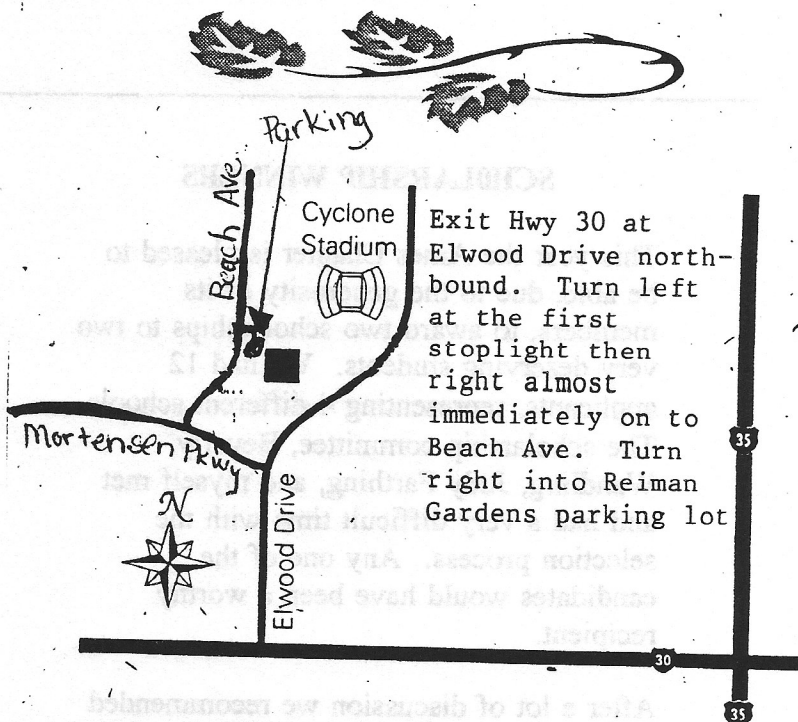 Parking
Beach Ave.
Cyclone
Stadium
Exit Hwy 30 at
Elwood Drive north-
bound. Turn left
at the first
stoplight then
right almost
immediately on to
Beach Ave. Turn
right into Reiman
Gardens parking lot
35
Mortensen Pkwy
N
Elwood Drive
30
35